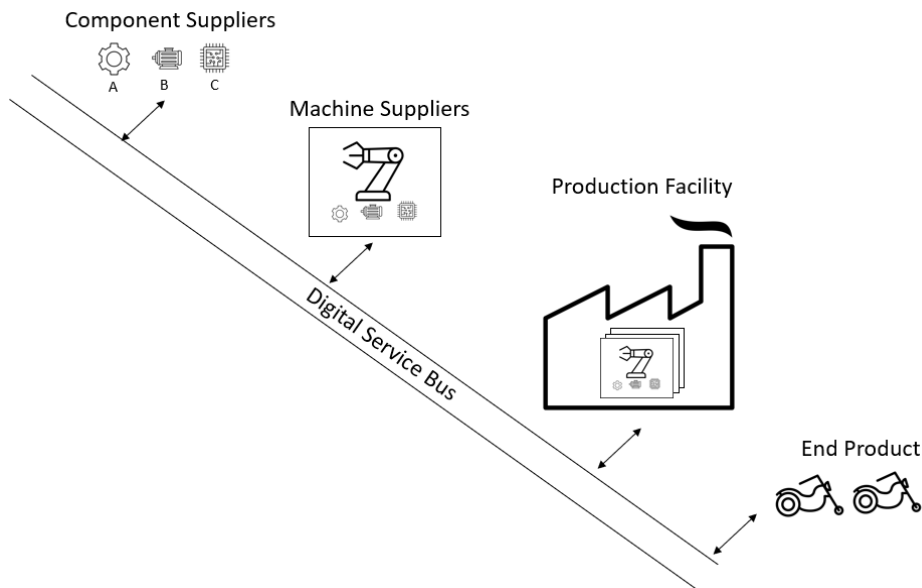 Component Suppliers
A B C
Machine Suppliers
Production Facility
Digital Service Bus
End Product